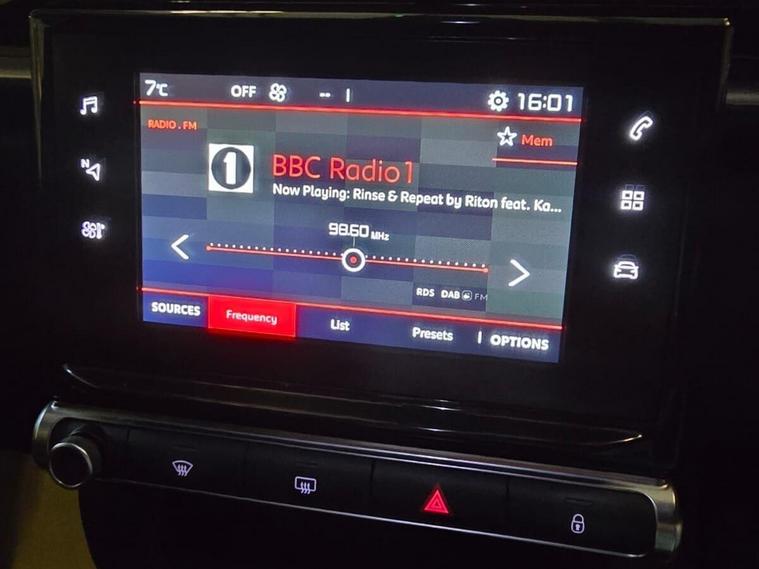 7°C OFF -- 16:01
RADIO . FM
Mem
1
BBC Radio 1
Now Playing: Rinse & Repeat by Riton feat. Ka...
98.60 MHz
RDS DAB FM
SOURCES Frequency List Presets OPTIONS
N